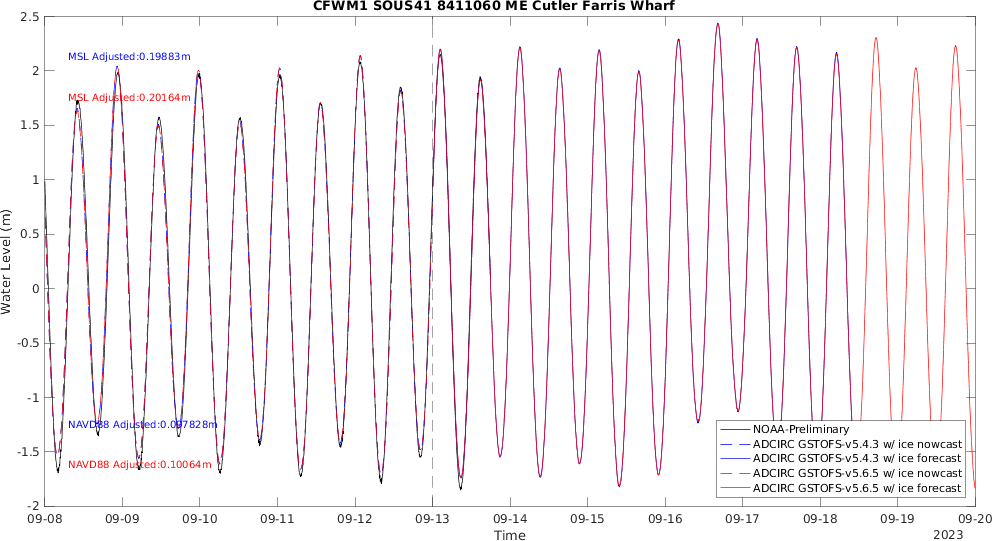 CFWM1 SOUS41 8411060 ME Cutler Farris Wharf
2.5
2
1.5
1
0.5
0
-0.5
-1
-1.5
-2
Water Level (m)
MSL Adjusted:0.19883m
MSL Adjusted:0.20164m
NAVD88 Adjusted:0.097828m
NAVD88 Adjusted:0.10064m
NOAA-Preliminary
ADCIRC GSTOFS-v5.4.3 w/ ice nowcast
ADCIRC GSTOFS-v5.4.3 w/ ice forecast
ADCIRC GSTOFS-v5.6.5 w/ ice nowcast
ADCIRC GSTOFS-v5.6.5 w/ ice forecast
09-08 09-09 09-10 09-11 09-12 09-13 09-14 09-15 09-16 09-17 09-18 09-19 09-20
Time
2023